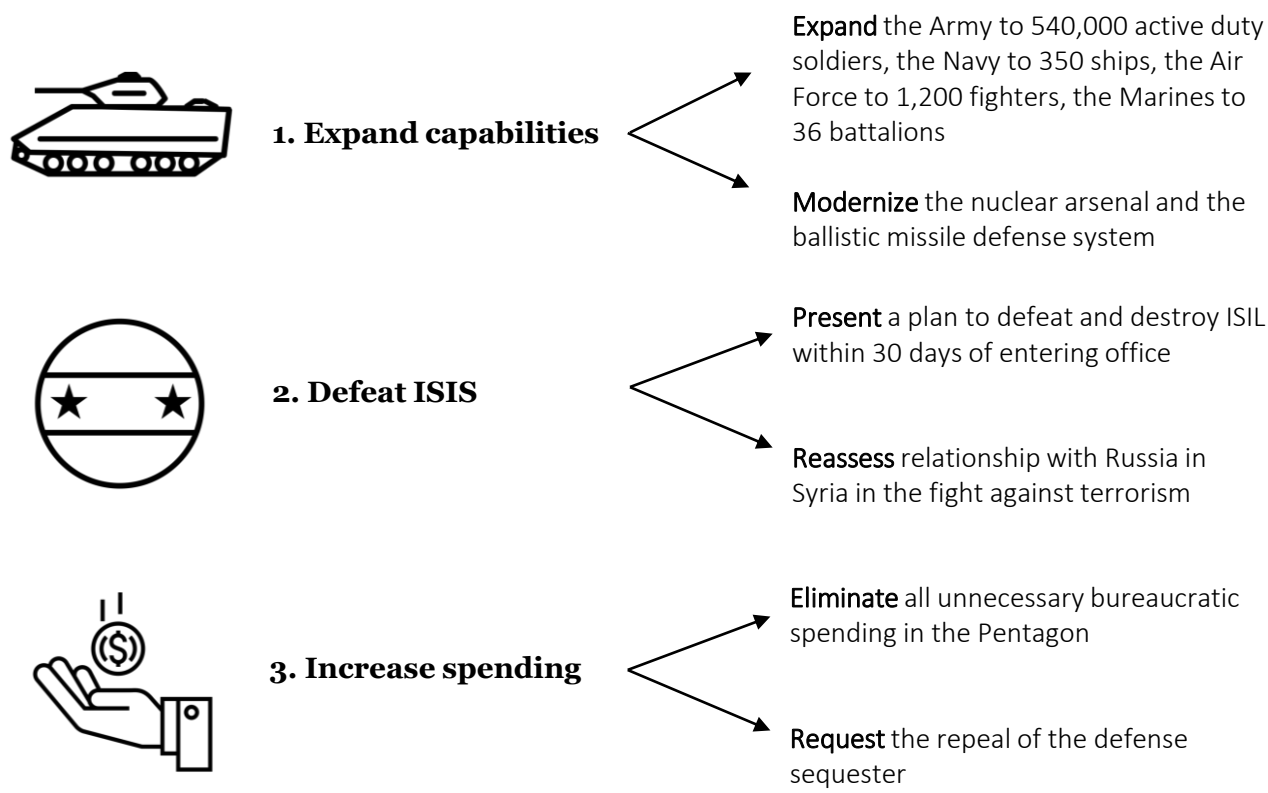 Expand the Army to 540,000 active duty
soldiers, the Navy to 350 ships, the Air
Force to 1,200 fighters, the Marines to
36 battalions
1. Expand capabilities
Modernize the nuclear arsenal and the
ballistic missile defense system
Present a plan to defeat and destroy ISIL
within 30 days of entering office
2. Defeat ISIS
Reassess relationship with Russia in
Syria in the fight against terrorism
Eliminate all unnecessary bureaucratic
spending in the Pentagon
($)
3. Increase spending
Request the repeal of the defense
sequester